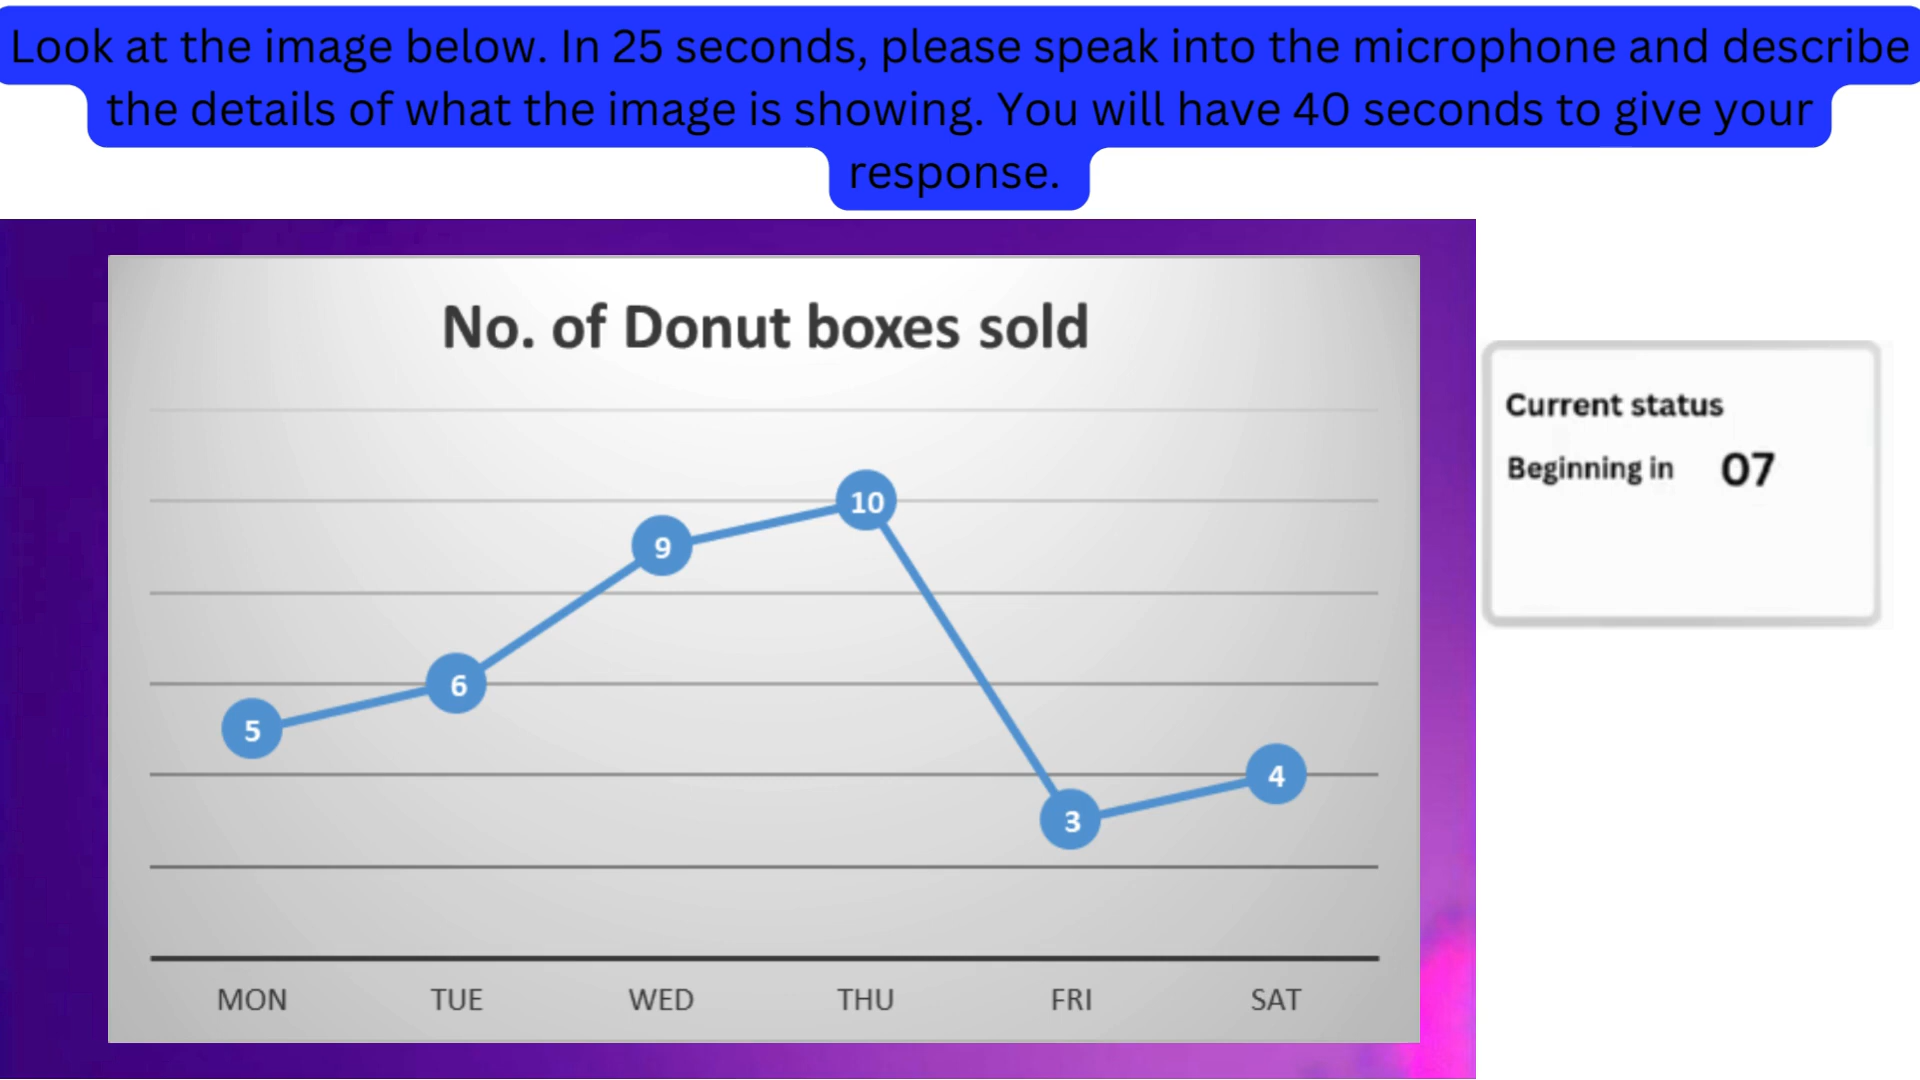 Look at the image below. In 25 seconds, please speak into the microphone and describe
the details of what the image is showing. You will have 40 seconds to give your
response.
No. of Donut boxes sold
Current status
Beginning in 07
10
9
6
5
4
3
MON TUE WED THU FRI SAT